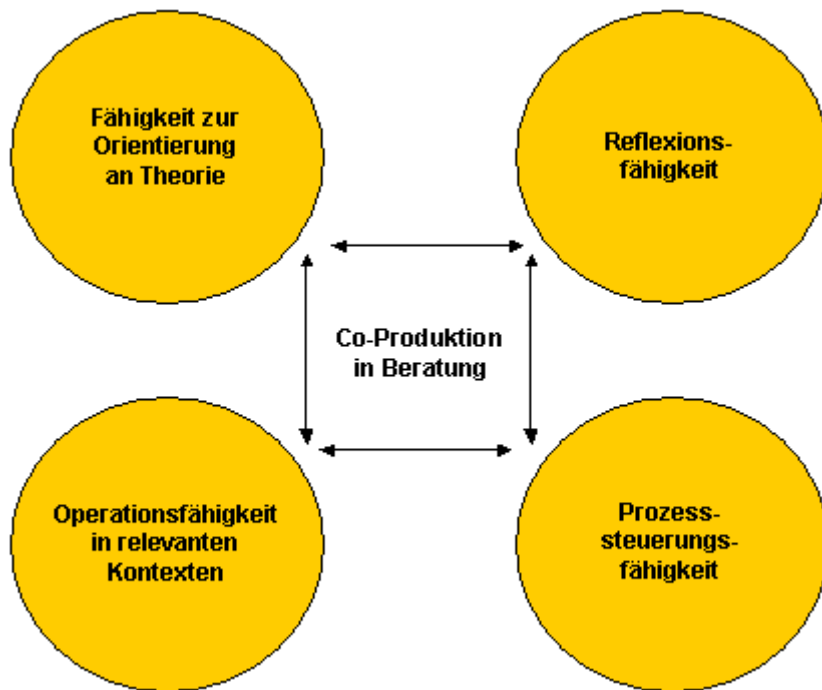 Fähigkeit zur
Orientierung
an Theorie
Reflexions-
fähigkeit
Co-Produktion
in Beratung
Operationsfähigkeit
in relevanten
Kontexten
Prozess-
steuerungs-
fähigkeit